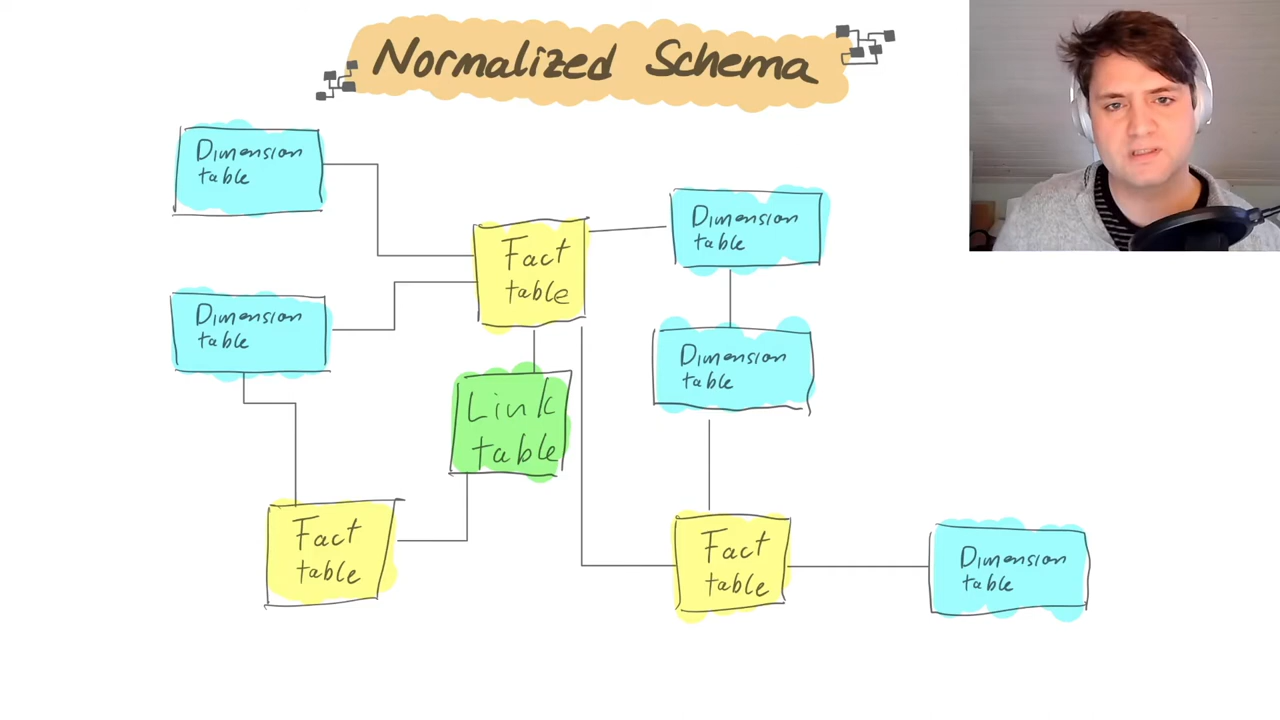 Normalized Schema
Dimension
table
Dimension
table
Fact
table
Dimension
table
Dimension
table
Link
table
Fact
table
Fact
table
Dimension
table